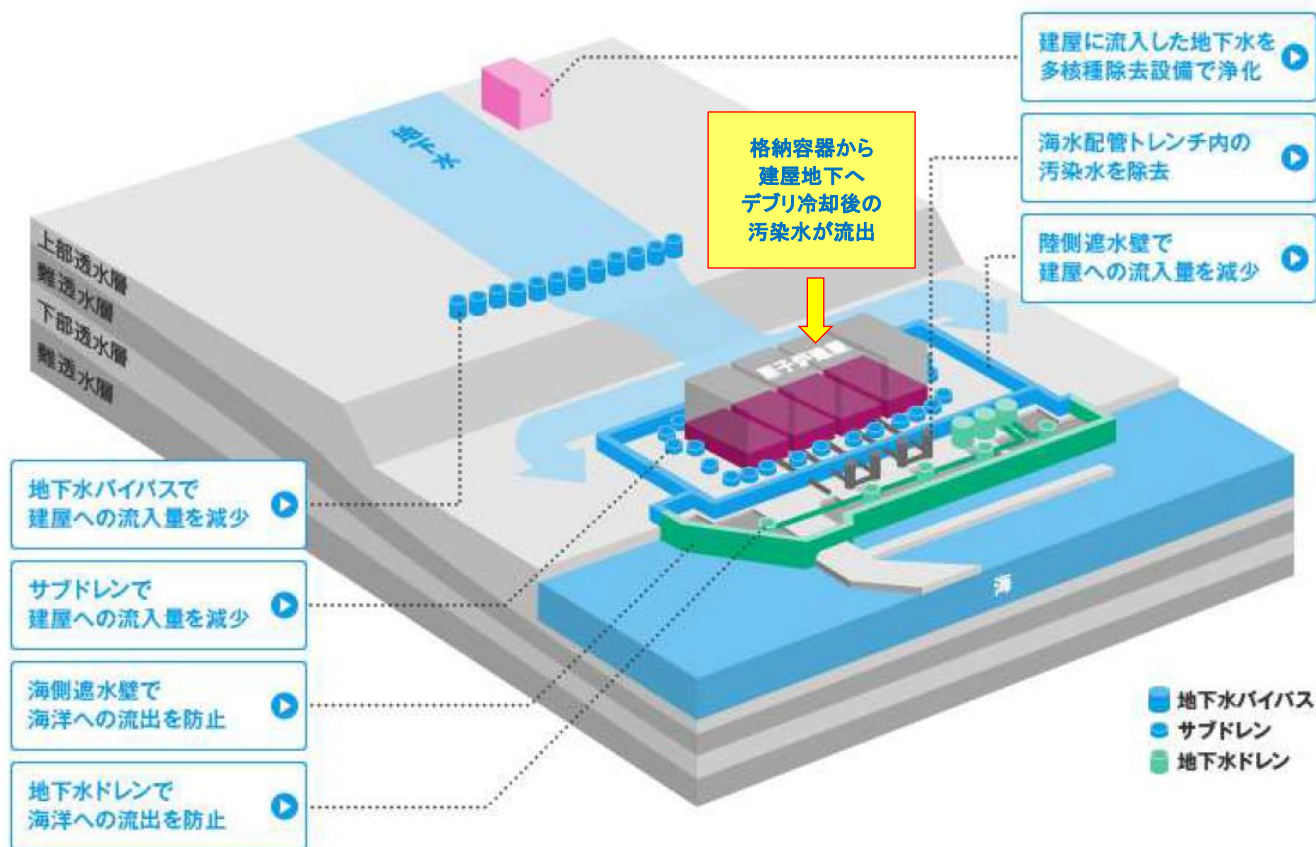 建屋に流入した地下水を
多核種除去設備で浄化
地下水
格納容器から
建屋地下へ
デブリ冷却後の
汚染水が流出
海水配管トレンチ内の
汚染水を除去
陸側遮水壁で
建屋への流入量を減少
上部透水層
難透水層
下部透水層
難透水層
原子炉建屋
地下水バイパスで
建屋への流入量を減少
サブドレンで
建屋への流入量を減少
海側遮水壁で
海洋への流出を防止
地下水ドレンで
海洋への流出を防止
海
地下水バイパス
サブドレン
地下水ドレン